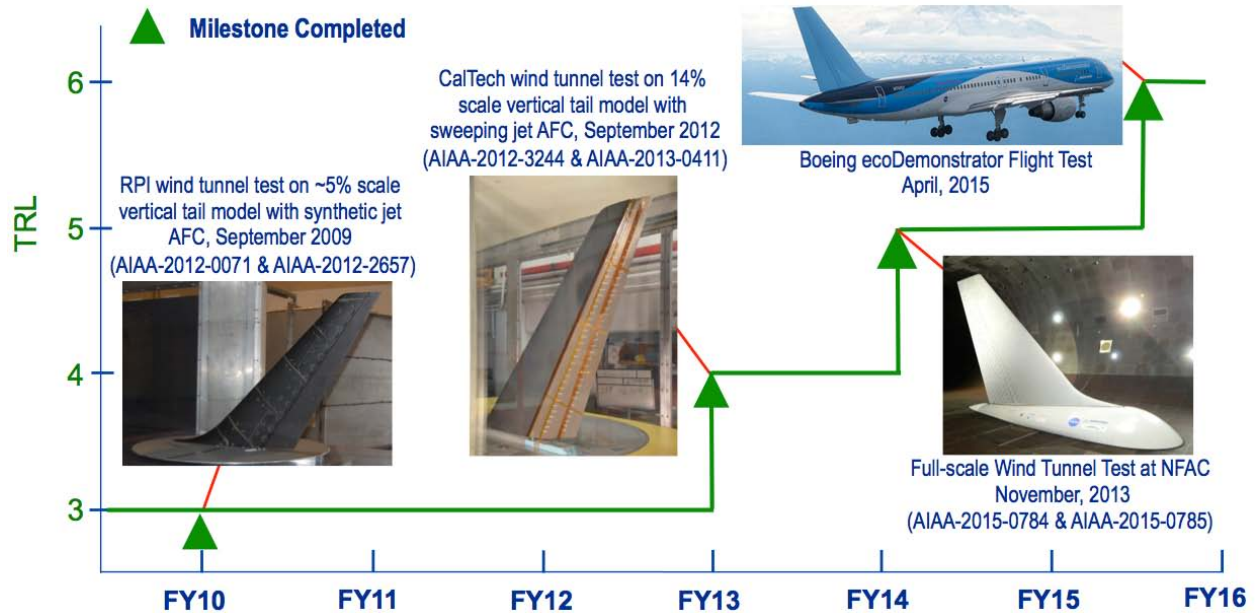 Milestone Completed
TRL
6
5
4
3
RPI wind tunnel test on ~5% scale
vertical tail model with synthetic jet
AFC, September 2009
(AIAA-2012-0071 & AIAA-2012-2657)
CalTech wind tunnel test on 14%
scale vertical tail model with
sweeping jet AFC, September 2012
(AIAA-2012-3244 & AIAA-2013-0411)
Boeing ecoDemonstrator Flight Test
April, 2015
Full-scale Wind Tunnel Test at NFAC
November, 2013
(AIAA-2015-0784 & AIAA-2015-0785)
FY10
FY11
FY12
FY13
FY14
FY15
FY16